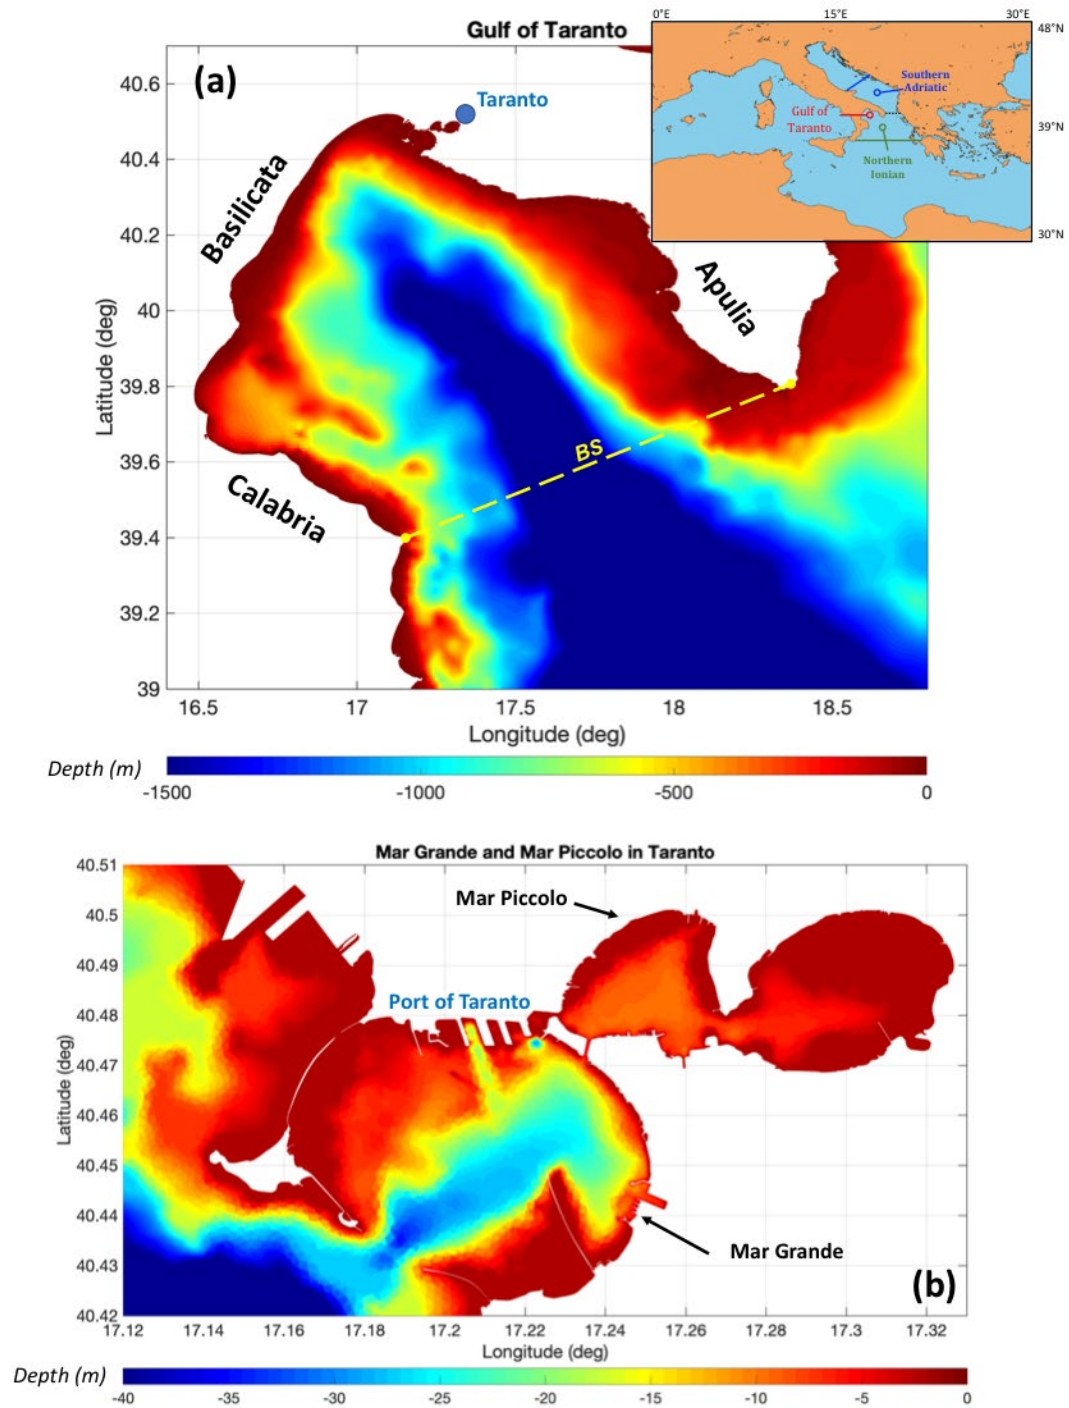 Gulf of Taranto
0°E
15°E
30°E
48°N
39°N
30°N
Southern
Adriatic
Gulf of
Taranto
Northern
Ionian
(a)
Taranto
Basilicata
Apulia
Calabria
BS
40.6
40.4
40.2
40
39.8
39.6
39.4
39.2
39
Latitude (deg)
16.5
17
17.5
18
18.5
Longitude (deg)
Depth (m)
-1500
-1000
-500
0
Mar Grande and Mar Piccolo in Taranto
40.51
40.5
40.49
40.48
40.47
40.46
40.45
40.44
40.43
40.42
Latitude (deg)
Mar Piccolo
Port of Taranto
Mar Grande
(b)
17.12
17.14
17.16
17.18
17.2
17.22
17.24
17.26
17.28
17.3
17.32
Longitude (deg)
Depth (m)
-40
-35
-30
-25
-20
-15
-10
-5
0